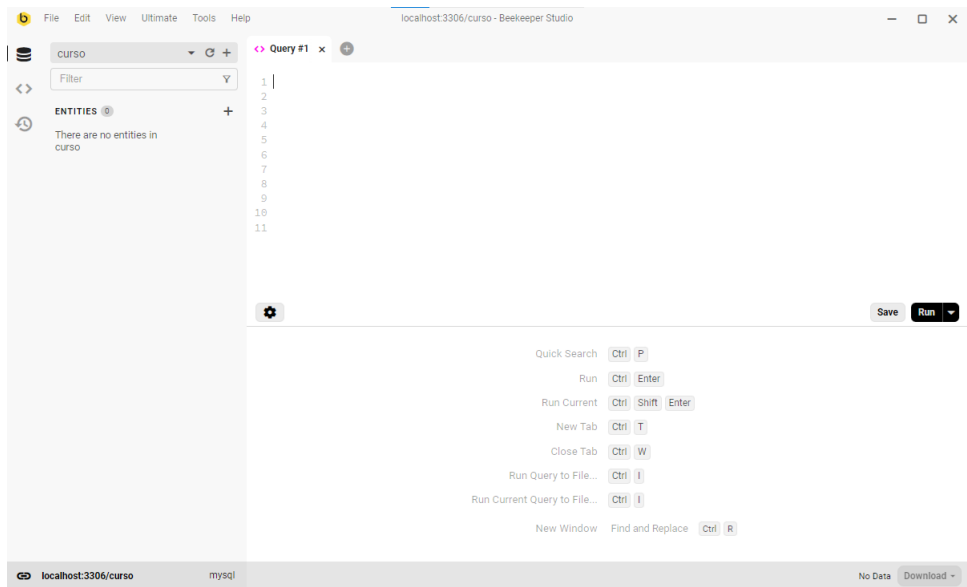 File Edit View Ultimate Tools Help
localhost:3306/curso - Beekeeper Studio
curso
Filter
ENTITIES 0
There are no entities in
curso
Query #1
1
2
3
4
5
6
7
8
9
10
11
Save Run
Quick Search Ctrl P
Run Ctrl Enter
Run Current Ctrl Shift Enter
New Tab Ctrl T
Close Tab Ctrl W
Run Query to File... Ctrl I
Run Current Query to File... Ctrl I
New Window Find and Replace Ctrl R
localhost:3306/curso mysql
No Data Download